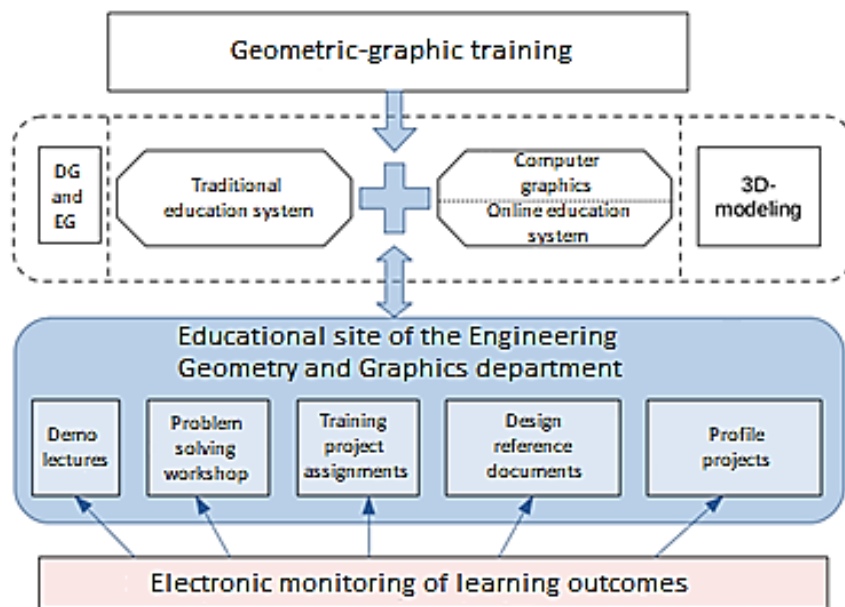 Geometric-graphic training
DG
and
EG
Traditional
education system
Computer
graphics
Online education
system
3D-
modeling
Educational site of the Engineering
Geometry and Graphics department
Demo
lectures
Problem
solving
workshop
Training
project
assignments
Design
reference
documents
Profile
projects
Electronic monitoring of learning outcomes